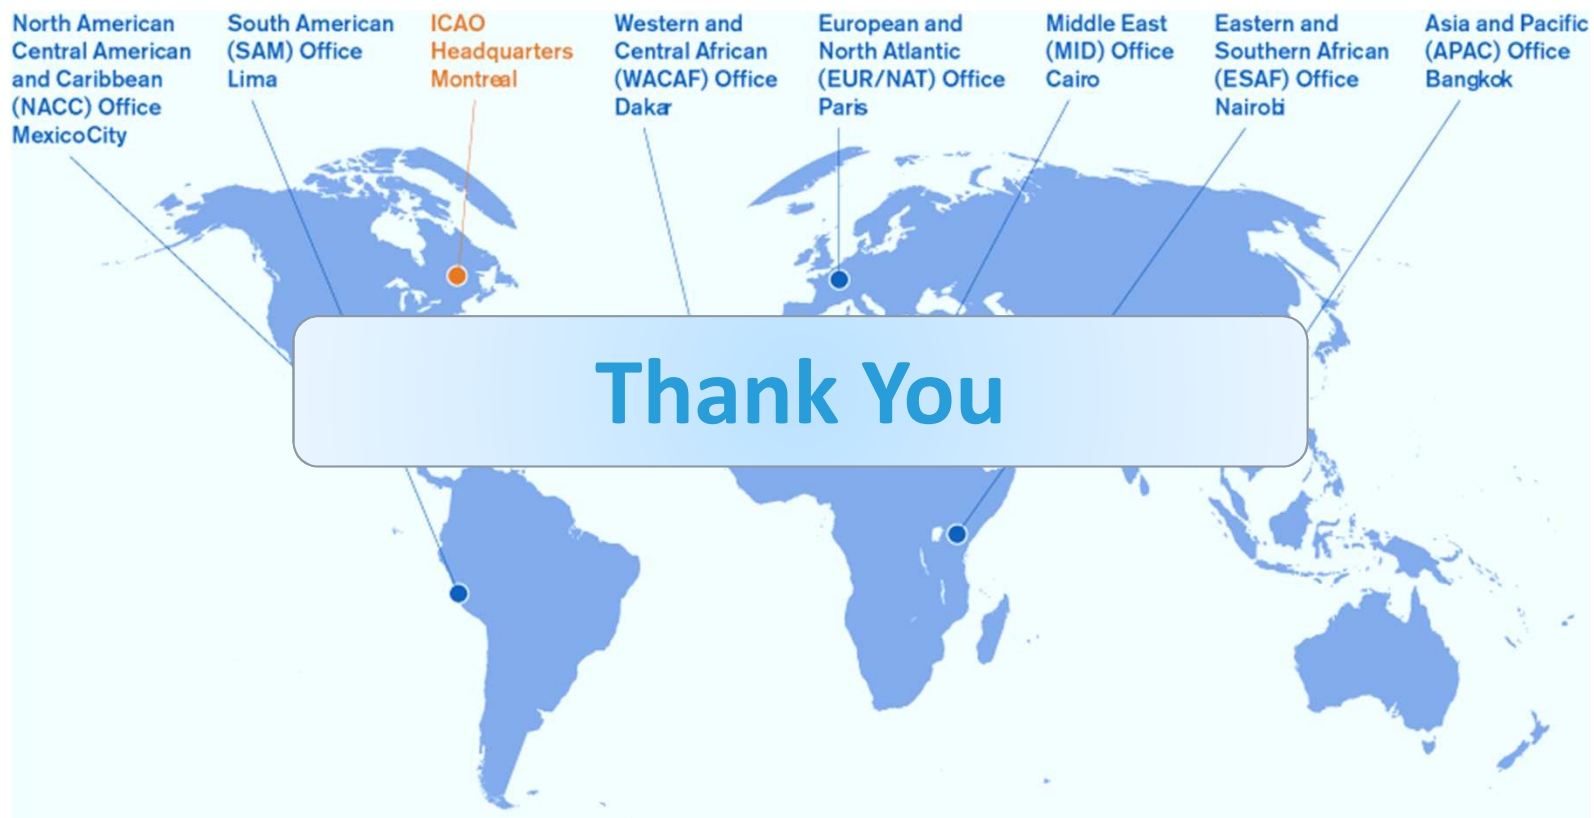 North American
Central American
and Caribbean
(NACC) Office
MexicoCity
South American
(SAM) Office
Lima
ICAO
Headquarters
Montreal
Western and
Central African
(WACAF) Office
Dakar
European and
North Atlantic
(EUR/NAT) Office
Paris
Middle East
(MID) Office
Cairo
Eastern and
Southern African
(ESAF) Office
Nairobi
Asia and Pacific
(APAC) Office
Bangkok
Thank You